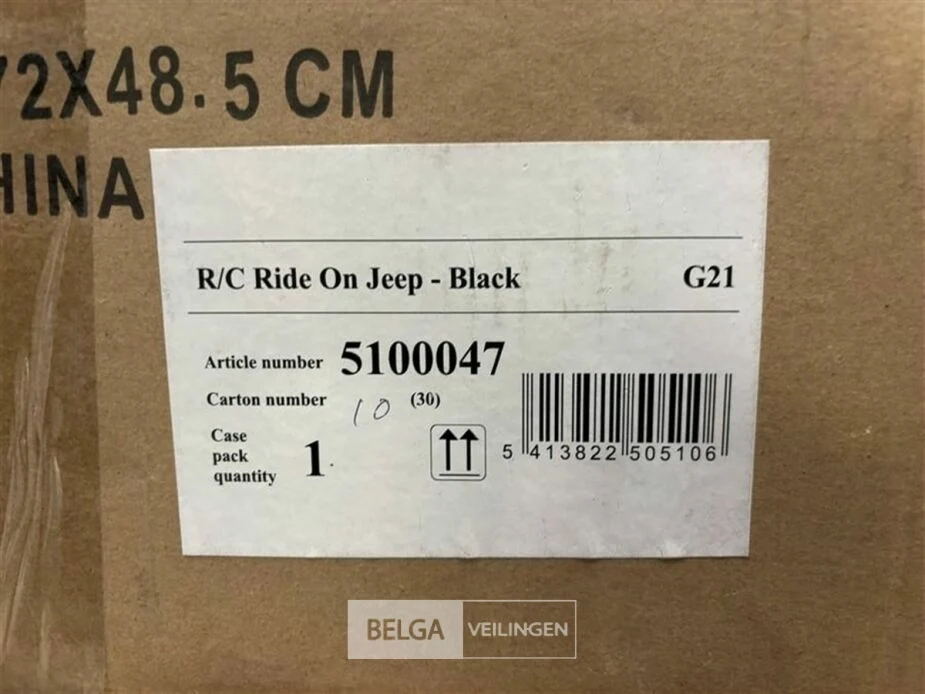 72X48.5 CM
HINA
R/C Ride On Jeep - Black G21
Article number 5100047
Carton number 10 (30)
Case
pack
quantity 1
5 413822 505106
BELGA VEILINGEN